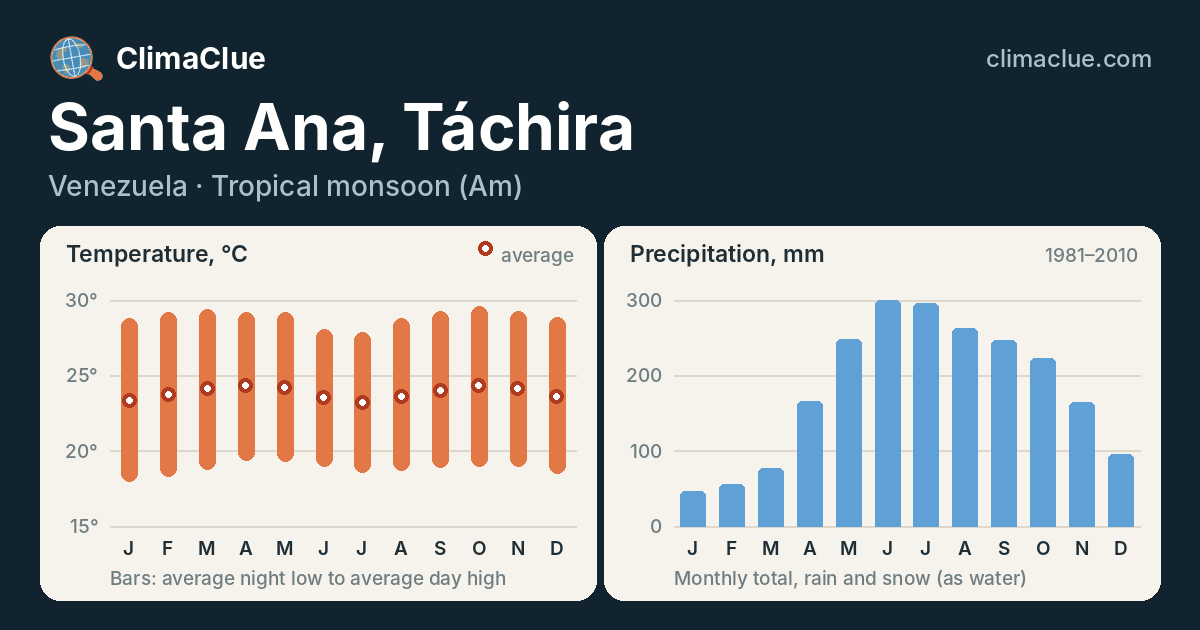 ClimaClue
climaclue.com
Santa Ana, Táchira
Venezuela · Tropical monsoon (Am)
Temperature, °C
average
30°
25°
20°
15°
J F M A M J J A S O N D
Bars: average night low to average day high
Precipitation, mm
1981–2010
300
200
100
0
J F M A M J J A S O N D
Monthly total, rain and snow (as water)